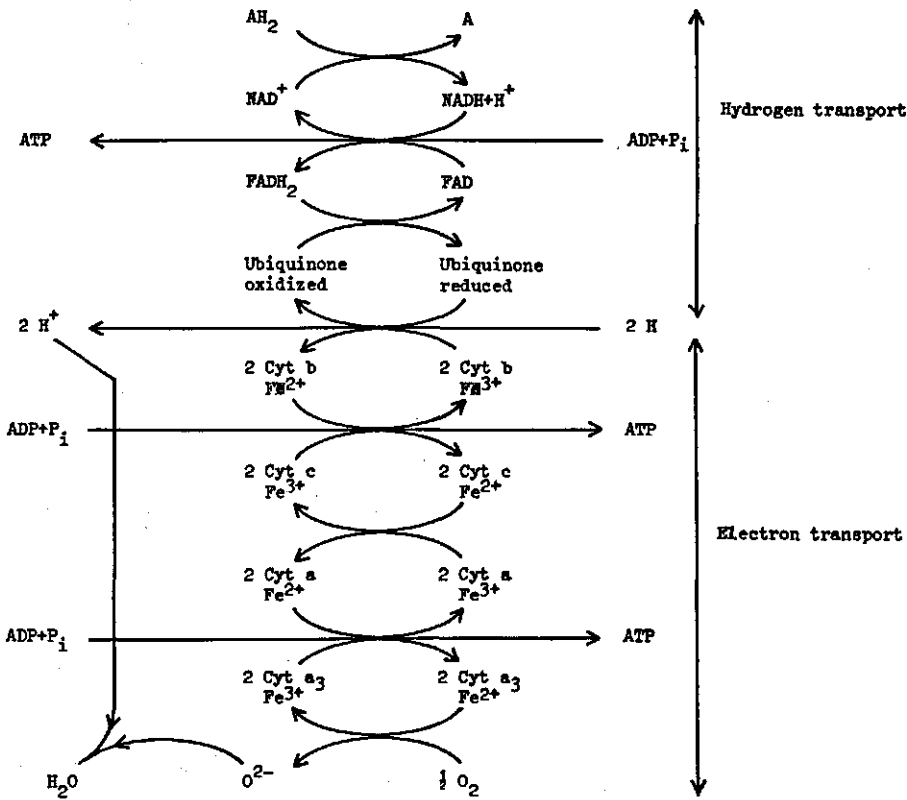 AH₂
A
NAD⁺
NADH+H⁺
Hydrogen transport
ATP
ADP+Pᵢ
FADH₂
FAD
Ubiquinone oxidized
Ubiquinone reduced
2 H⁺
2 H
2 Cyt b
Fe²⁺
2 Cyt b
Fe³⁺
ADP+Pᵢ
ATP
2 Cyt c
Fe³⁺
2 Cyt c
Fe²⁺
Electron transport
2 Cyt a
Fe²⁺
2 Cyt a
Fe³⁺
ADP+Pᵢ
ATP
2 Cyt a₃
Fe³⁺
2 Cyt a₃
Fe²⁺
H₂O
O²⁻
½ O₂